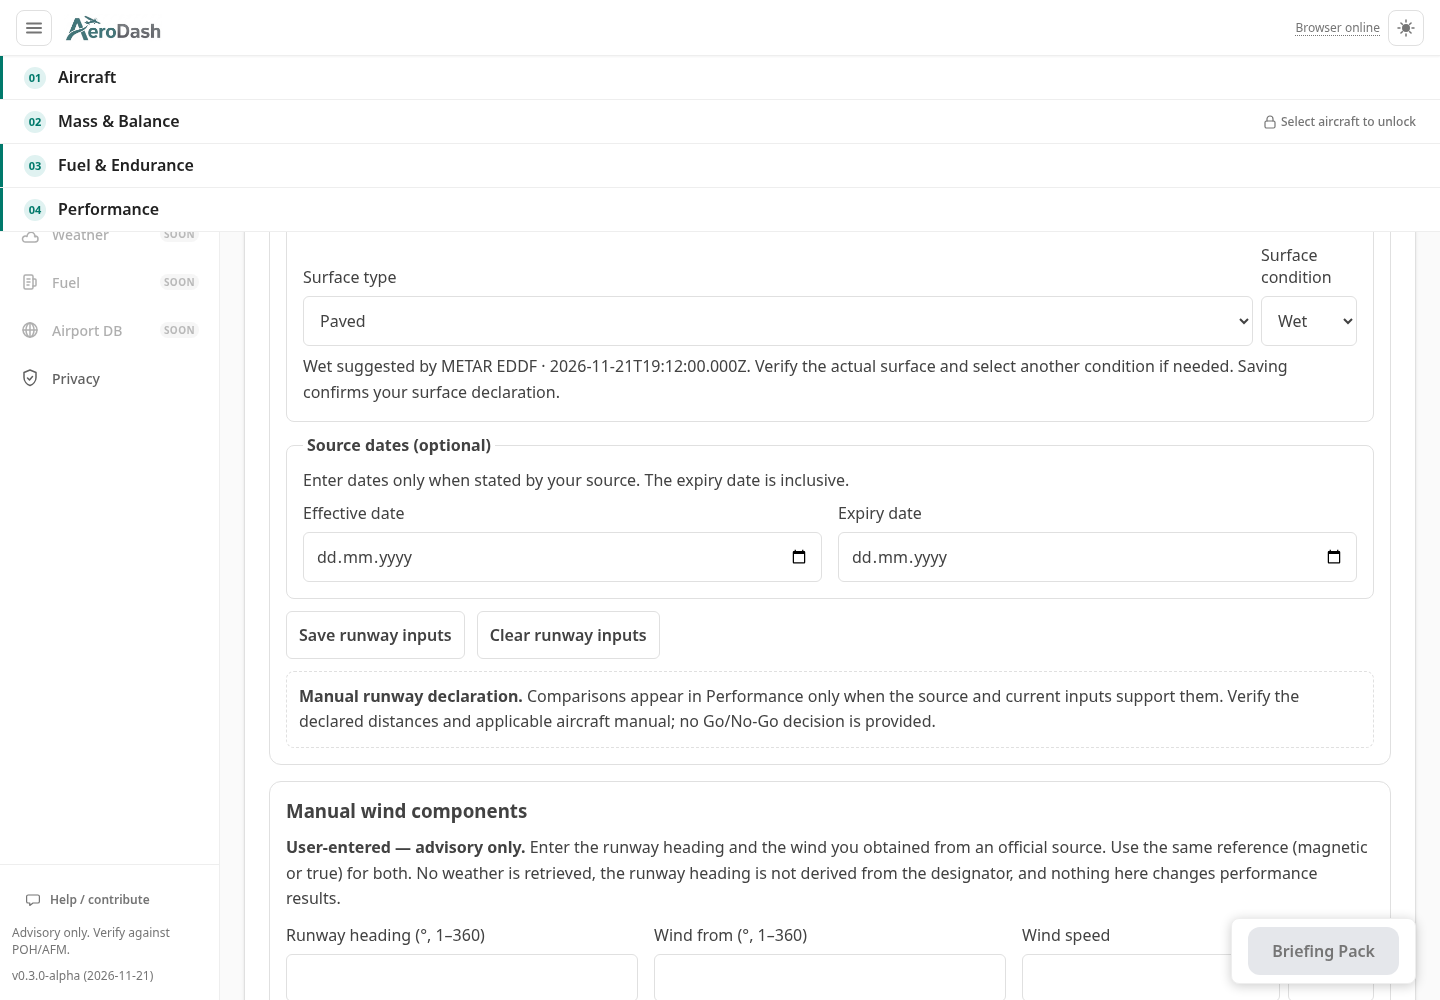 AeroDash
Browser online
01 Aircraft
02 Mass & Balance
Select aircraft to unlock
03 Fuel & Endurance
04 Performance
Weather SOON
Fuel SOON
Airport DB SOON
Privacy
Surface type
Surface condition
Paved
Wet
Wet suggested by METAR EDDF · 2026-11-21T19:12:00.000Z. Verify the actual surface and select another condition if needed. Saving
confirms your surface declaration.
Source dates (optional)
Enter dates only when stated by your source. The expiry date is inclusive.
Effective date
Expiry date
dd.mm.yyyy
dd.mm.yyyy
Save runway inputs
Clear runway inputs
Manual runway declaration. Comparisons appear in Performance only when the source and current inputs support them. Verify the
declared distances and applicable aircraft manual; no Go/No-Go decision is provided.
Manual wind components
User-entered — advisory only. Enter the runway heading and the wind you obtained from an official source. Use the same reference (magnetic
or true) for both. No weather is retrieved, the runway heading is not derived from the designator, and nothing here changes performance
results.
Runway heading (°, 1–360)
Wind from (°, 1–360)
Wind speed
Briefing Pack
Help / contribute
Advisory only. Verify against
POH/AFM.
v0.3.0-alpha (2026-11-21)